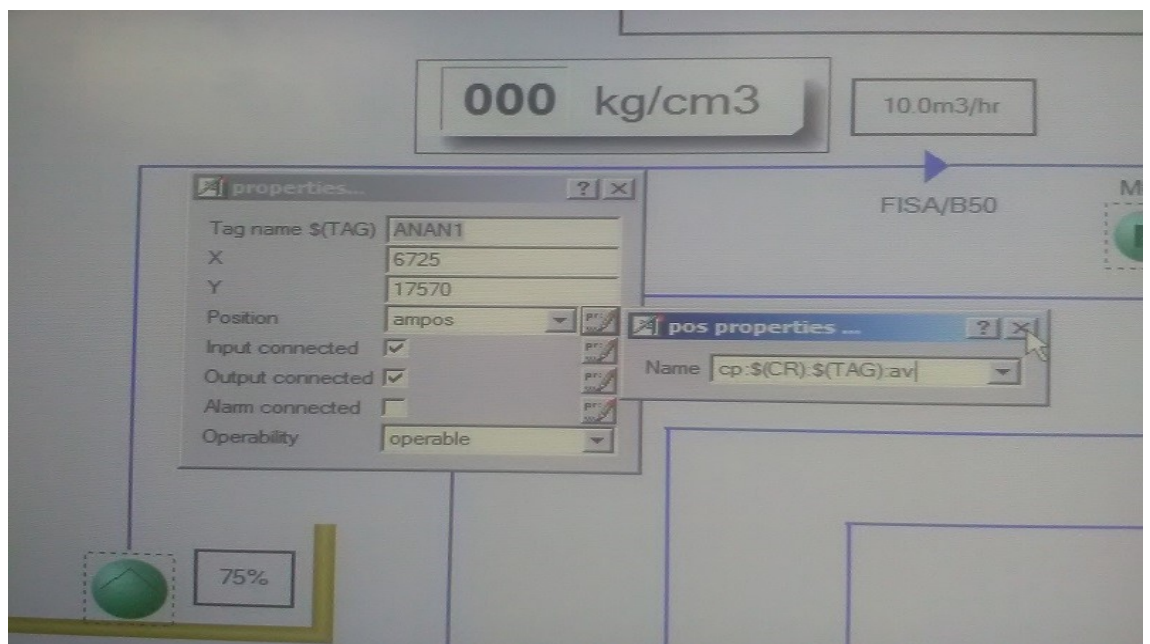 000 kg/cm3
10.0m3/hr
properties...
Tag name $(TAG) ANAN1
FISA/B50
M
X 6725
Y 17570
Position ampos
pos properties ...
Input connected
Name cp:$(CR):$(TAG):av
Output connected
Alarm connected
Operability operable
75%